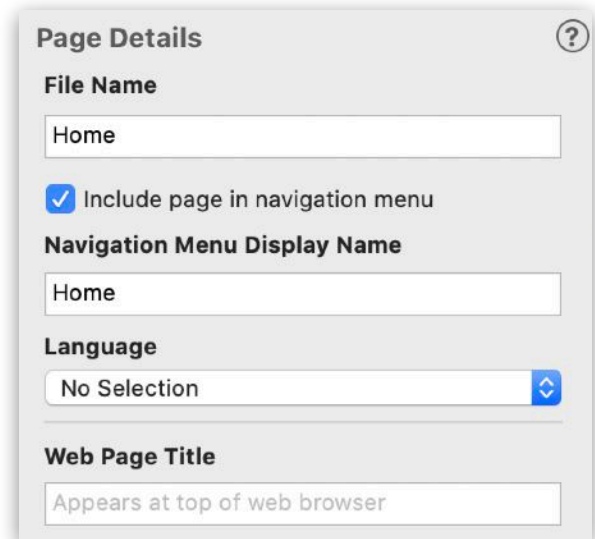 Page Details
?
File Name
Home
Include page in navigation menu
Navigation Menu Display Name
Home
Language
No Selection
Web Page Title
Appears at top of web browser